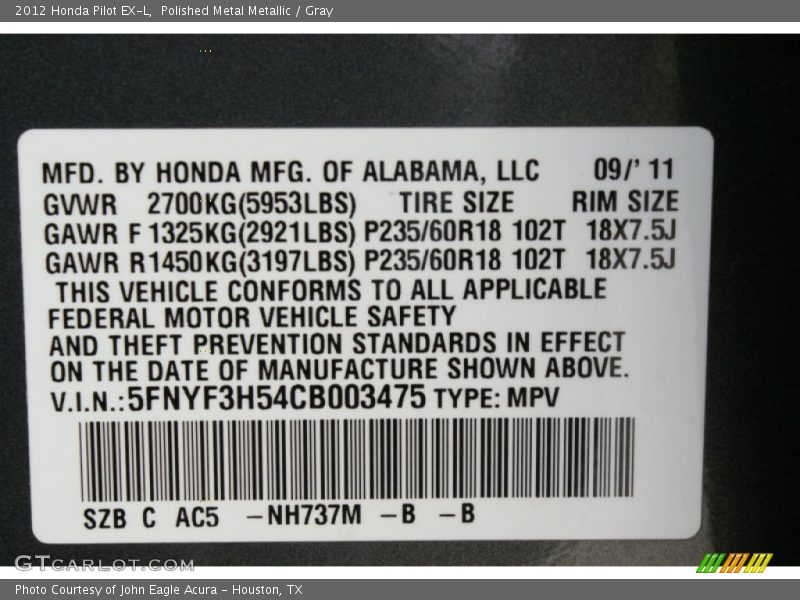 2012 Honda Pilot EX-L, Polished Metal Metallic / Gray
MFD. BY HONDA MFG. OF ALABAMA, LLC 09/' 11
GVWR 2700KG(5953LBS) TIRE SIZE RIM SIZE
GAWR F 1325KG(2921LBS) P235/60R18 102T 18X7.5J
GAWR R1450KG(3197LBS) P235/60R18 102T 18X7.5J
THIS VEHICLE CONFORMS TO ALL APPLICABLE
FEDERAL MOTOR VEHICLE SAFETY
AND THEFT PREVENTION STANDARDS IN EFFECT
ON THE DATE OF MANUFACTURE SHOWN ABOVE.
V.I.N.:5FNYF3H54CB003475 TYPE: MPV
SZB C AC5 –NH737M –B –B
GTcarlot.com
Photo Courtesy of John Eagle Acura – Houston, TX